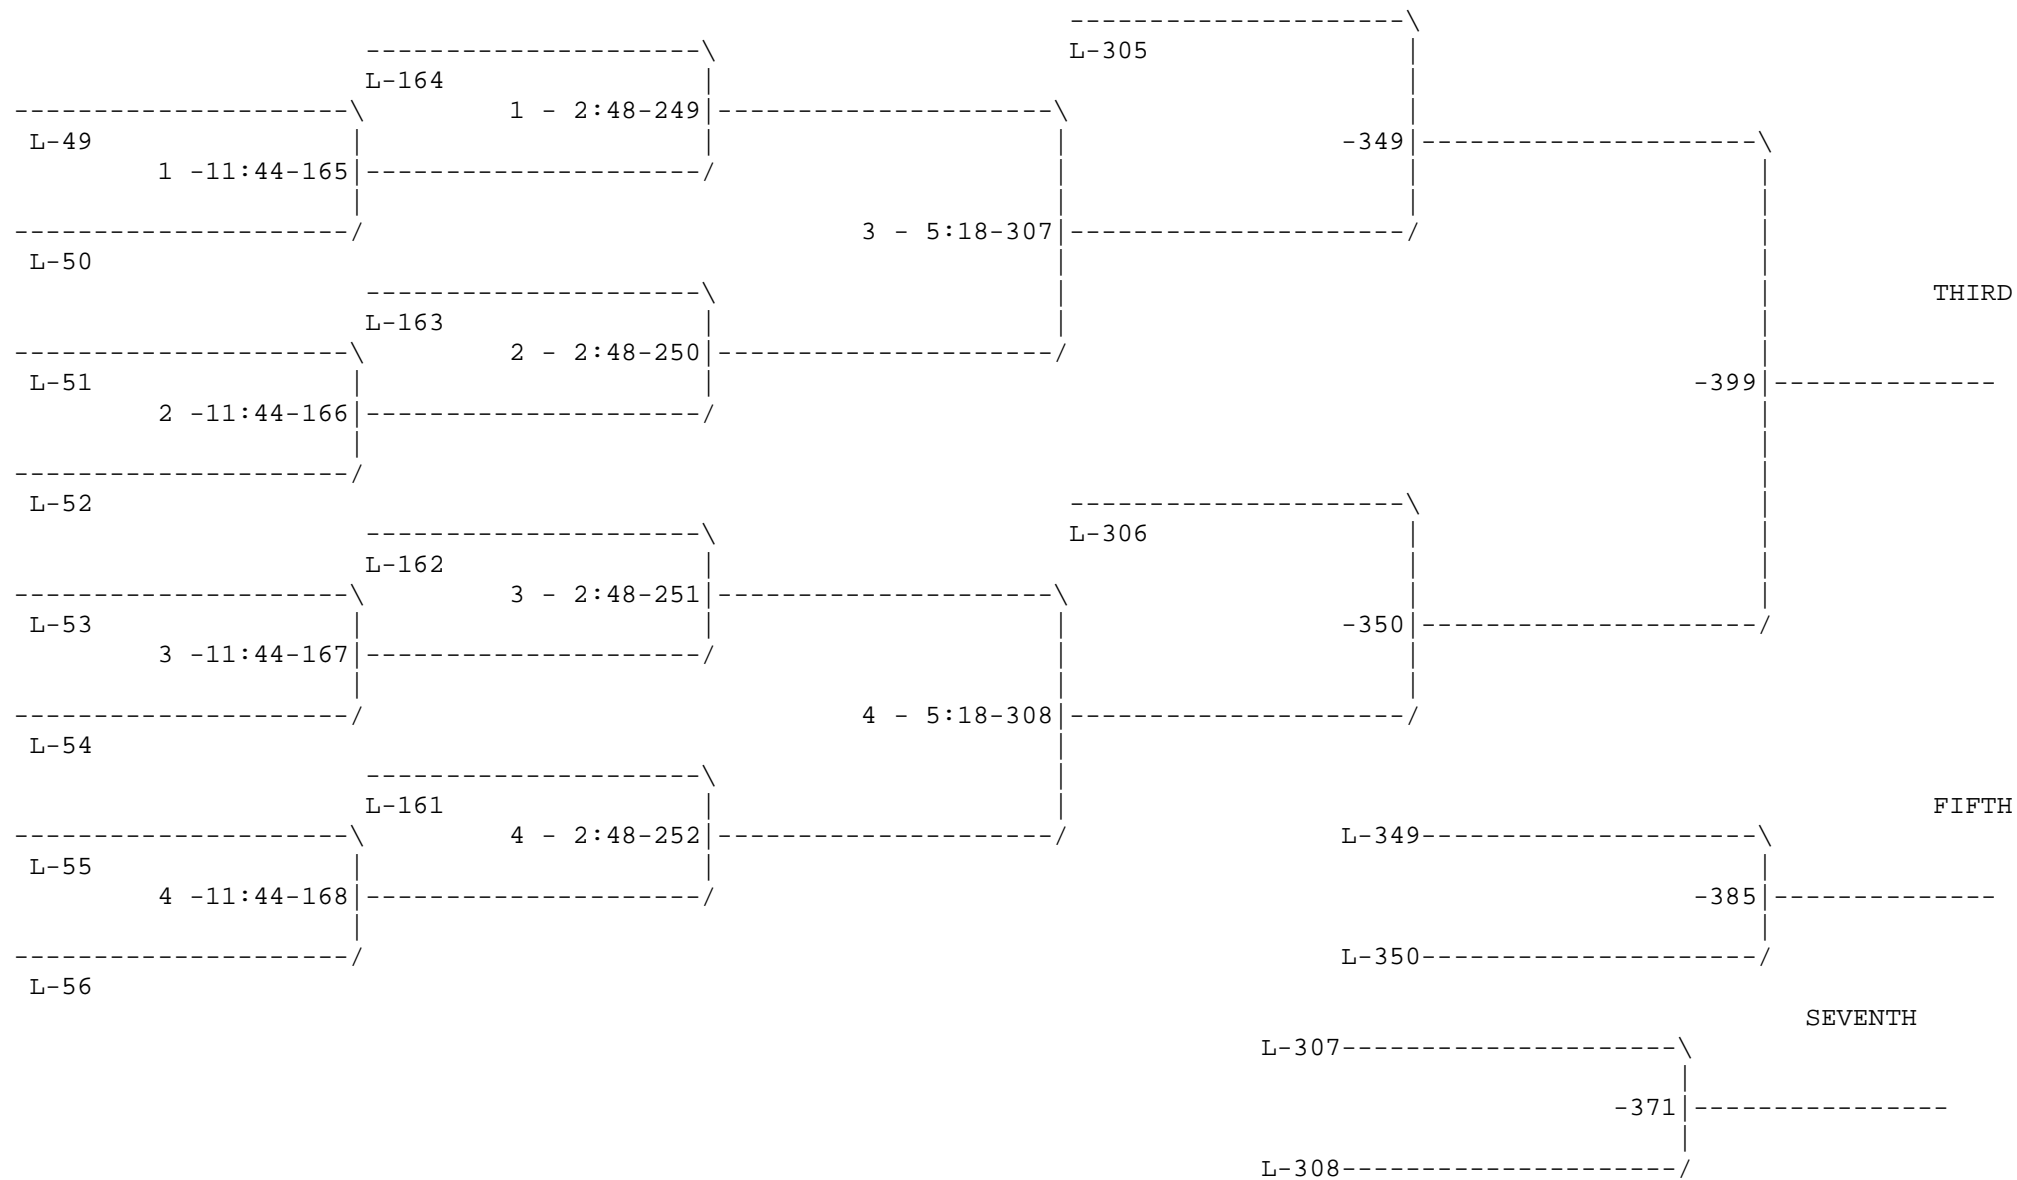 L-305
L-164
1 - 2:48-249
L-49
-349
1 -11:44-165
3 - 5:18-307
L-50
THIRD
L-163
2 - 2:48-250
L-51
-399
2 -11:44-166
L-52
L-306
L-162
3 - 2:48-251
L-53
-350
3 -11:44-167
4 - 5:18-308
L-54
L-161
FIFTH
4 - 2:48-252
L-349
L-55
4 -11:44-168
-385
L-350
L-56
SEVENTH
L-307
-371
L-308